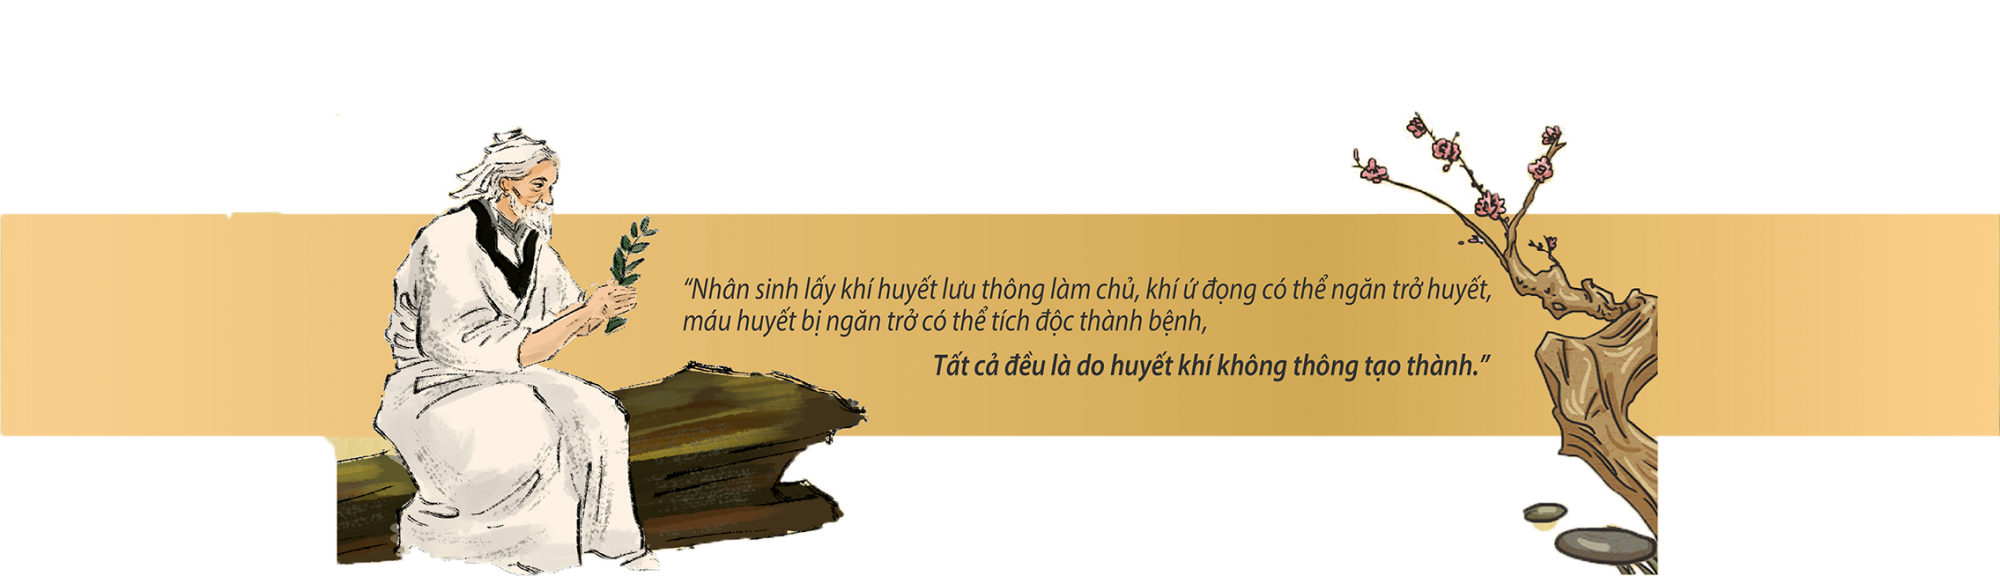 “Nhân sinh lấy khí huyết lưu thông làm chủ, khí ứ đọng có thể ngăn trở huyết,
máu huyết bị ngăn trở có thể tích độc thành bệnh,
Tất cả đều là do huyết khí không thông tạo thành.”